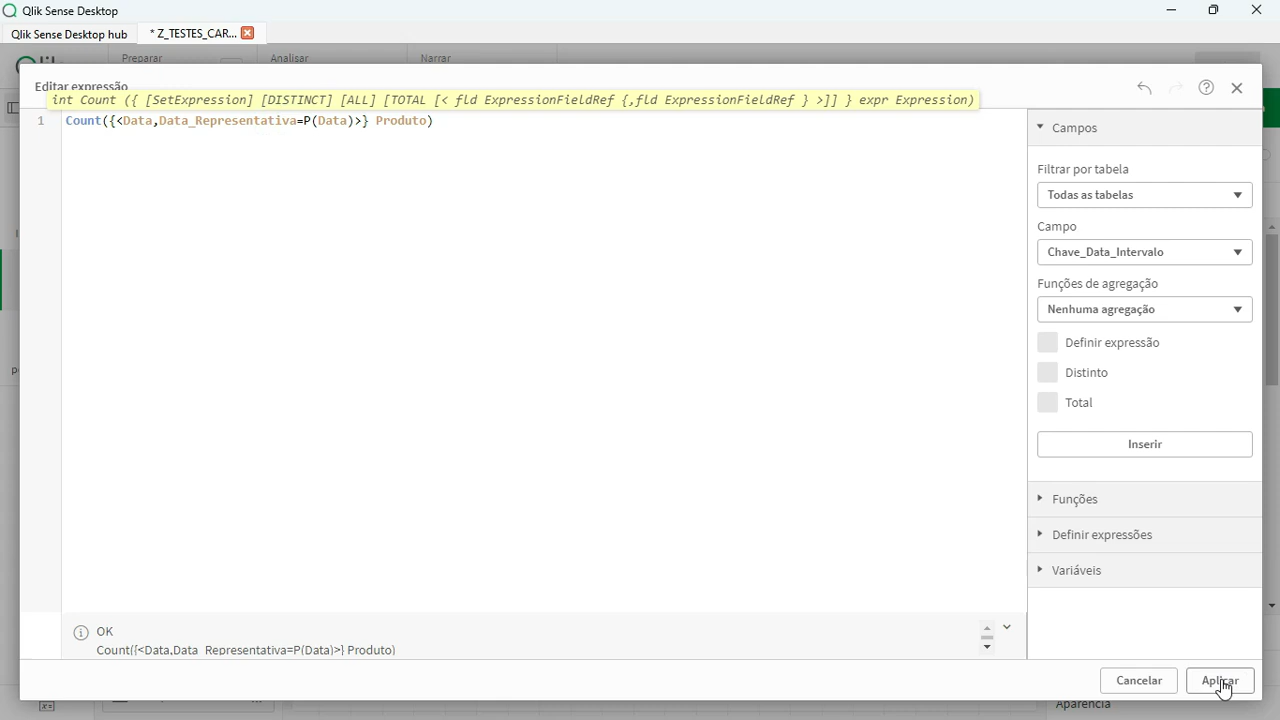 Qlik Sense Desktop
Qlik Sense Desktop hub
* Z_TESTES_CAR...
Preparar
Analisar
Narrar
Editar expressão
int Count ({ [SetExpression] [DISTINCT] [ALL] [TOTAL [< fld ExpressionFieldRef {,fld ExpressionFieldRef } >]] } expr Expression)
1 Count({<Data,Data_Representativa=P(Data)>} Produto)
Campos
Filtrar por tabela
Todas as tabelas
Campo
Chave_Data_Intervalo
Funções de agregação
Nenhuma agregação
Definir expressão
Distinto
Total
Inserir
Funções
Definir expressões
Variáveis
OK
Count({<Data,Data_Representativa=P(Data)>} Produto)
Cancelar
Aplicar
Aparência